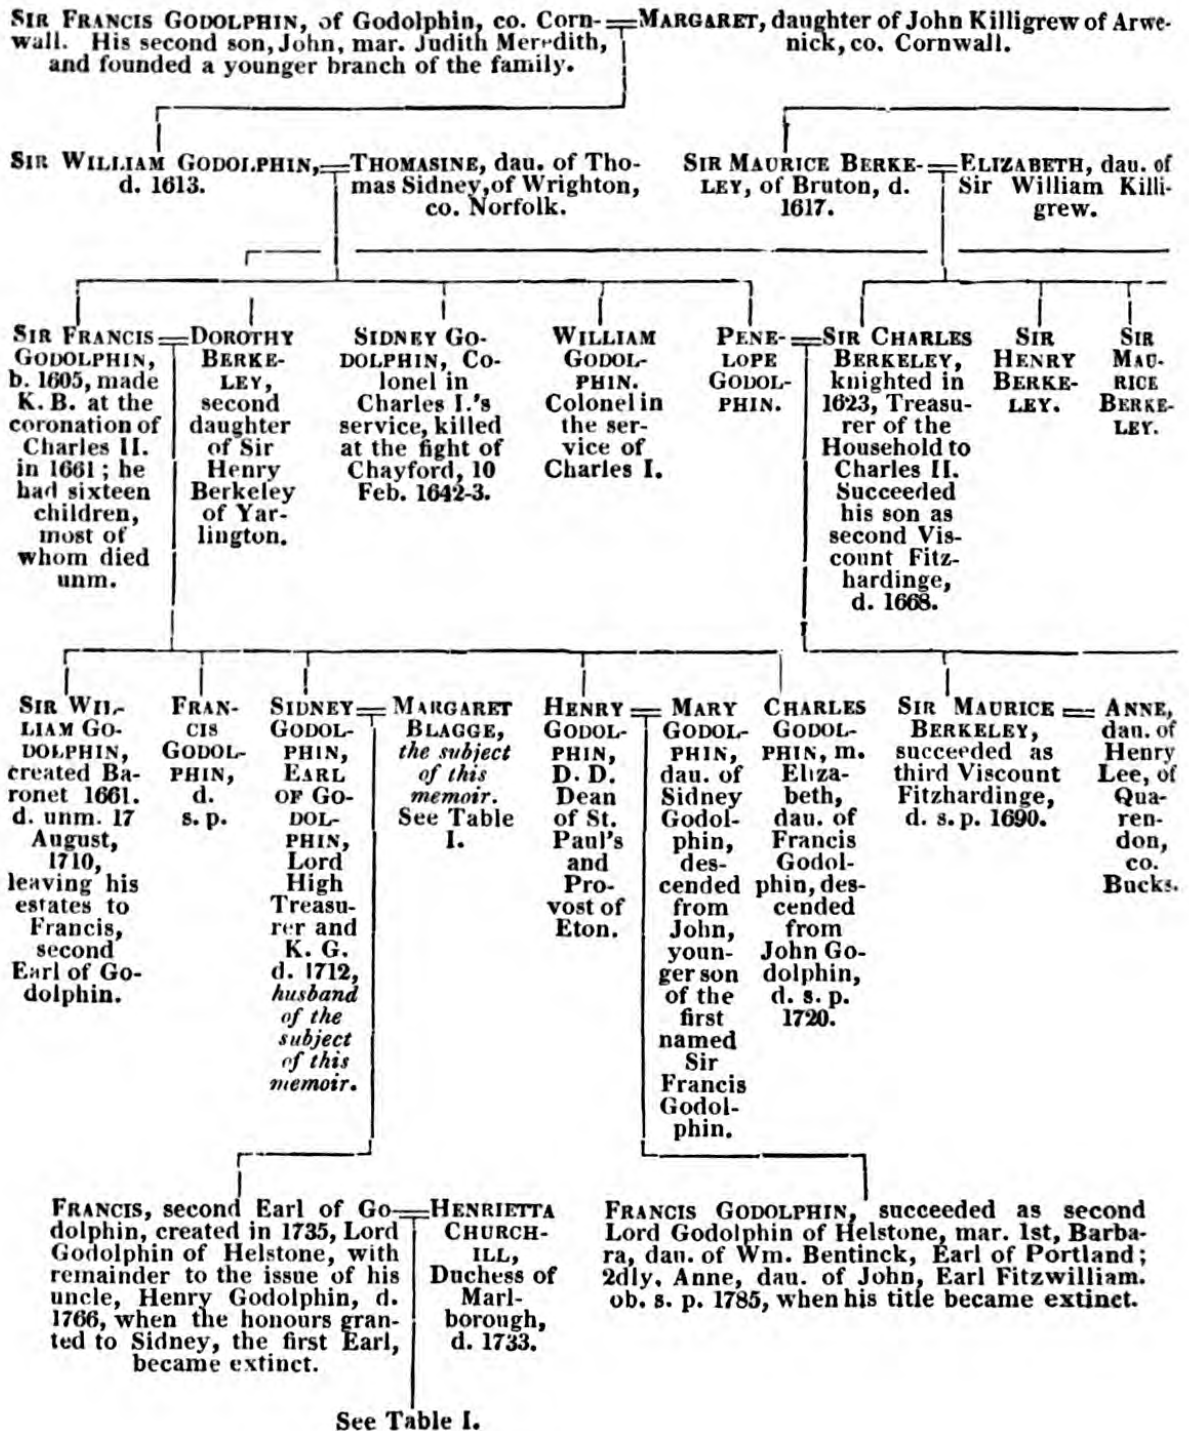 SIR FRANCIS GODOLPHIN, of Godolphin, co. Corn-
wall. His second son, John, mar. Judith Meredith,
and founded a younger branch of the family.
MARGARET, daughter of John Killigrew of Arwe-
nick, co. Cornwall.
SIR WILLIAM GODOLPHIN,
d. 1613.
THOMASINE, dau. of Tho-
mas Sidney, of Wrighton,
co. Norfolk.
SIR MAURICE BERKE-
LEY, of Bruton, d.
1617.
ELIZABETH, dau. of
Sir William Killi-
grew.
SIR FRANCIS
GODOLPHIN,
b. 1605, made
K. B. at the
coronation of
Charles II.
in 1661; he
had sixteen
children,
most of
whom died
unm.
DOROTHY
BERKE-
LEY,
second
daughter
of Sir
Henry
Berkeley
of Yar-
lington.
SIDNEY GO-
DOLPHIN, Co-
lonel in
Charles I.'s
service, killed
at the fight of
Chayford, 10
Feb. 1642-3.
WILLIAM
GODOL-
PHIN.
Colonel in
the ser-
vice of
Charles I.
PENE-
LOPE
GODOL-
PHIN.
SIR CHARLES
BERKELEY,
knighted in
1623, Treasu-
rer of the
Household to
Charles II.
Succeeded
his son as
second Vis-
count Fitz-
hardinge,
d. 1668.
SIR
HENRY
BERKE-
LEY.
SIR
MAU-
RICE
BERKE-
LEY.
SIR WIL-
LIAM GO-
DOLPHIN,
created Ba-
ronet 1661.
d. unm. 17
August,
1710,
leaving his
estates to
Francis,
second
Earl of Go-
dolphin.
FRAN-
CIS
GODOL-
PHIN,
d.
s. p.
SIDNEY
GODOL-
PHIN,
EARL
OF GO-
DOL-
PHIN,
Lord
High
Treasu-
rer and
K. G.
d. 1712,
husband
of the
subject
of this
memoir.
MARGARET
BLAGGE,
the subject
of this
memoir.
See Table
I.
HENRY
GODOL-
PHIN,
D. D.
Dean
of St.
Paul's
and
Pro-
vost of
Eton.
MARY
GODOL-
PHIN,
dau. of
Sidney
Godol-
phin,
des-
cended
from
John,
youn-
ger son
of the
first
named
Sir
Francis
Godol-
phin.
CHARLES
GODOL-
PHIN, m.
Eliza-
beth,
dau. of
Francis
Godol-
phin, des-
cended
from
John Go-
dolphin,
d. s. p.
1720.
SIR MAURICE
BERKELEY,
succeeded as
third Viscount
Fitzhardinge,
d. s. p. 1690.
ANNE,
dau. of
Henry
Lee, of
Qua-
ren-
don,
co.
Bucks.
FRANCIS, second Earl of Go-
dolphin, created in 1735, Lord
Godolphin of Helstone, with
remainder to the issue of his
uncle, Henry Godolphin, d.
1766, when the honours gran-
ted to Sidney, the first Earl,
became extinct.
HENRIETTA
CHURCH-
ILL,
Duchess of
Marl-
borough,
d. 1733.
FRANCIS GODOLPHIN, succeeded as second
Lord Godolphin of Helstone, mar. 1st, Barba-
ra, dau. of Wm. Bentinck, Earl of Portland;
2dly, Anne, dau. of John, Earl Fitzwilliam.
ob. s. p. 1785, when his title became extinct.
See Table I.